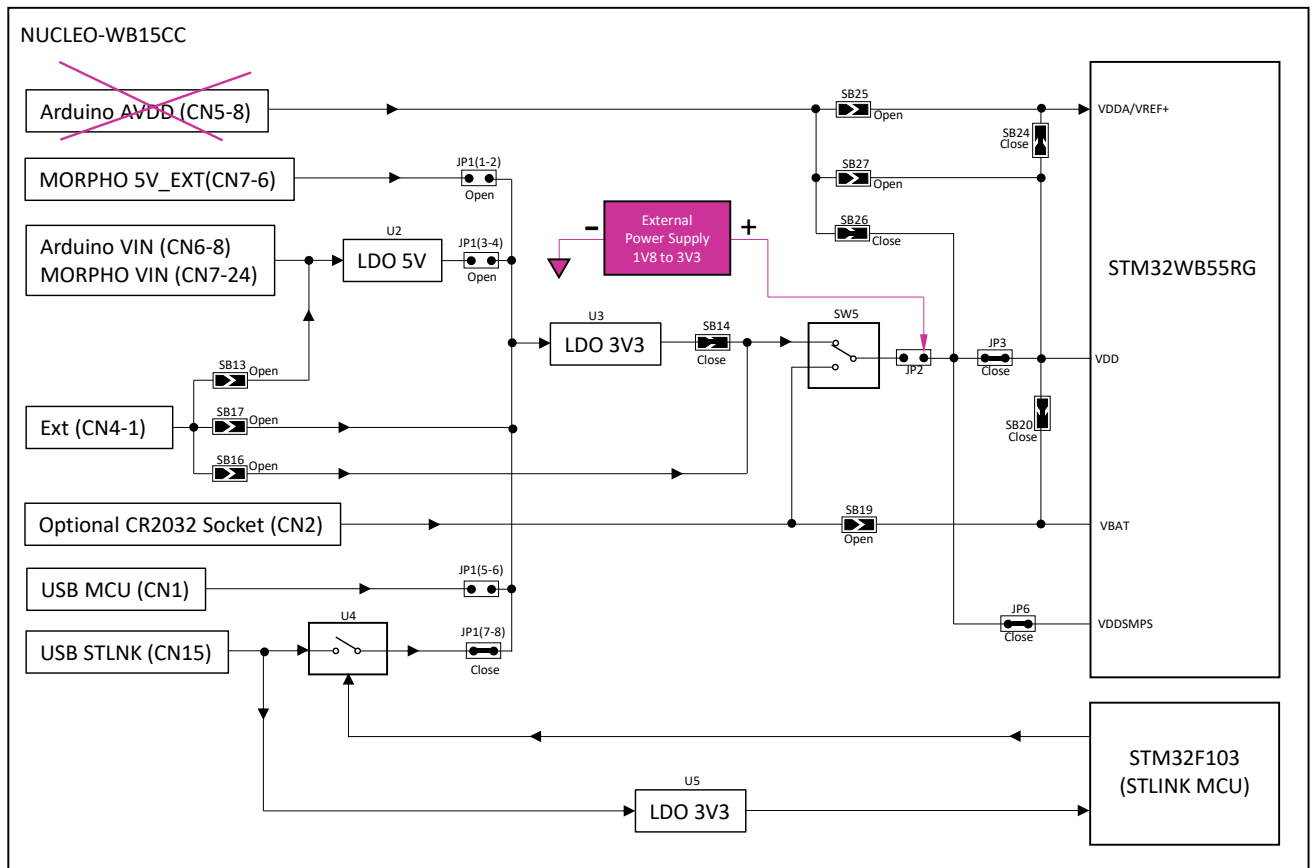 NUCLEO-WB15CC
Arduino AVDD (CN5-8)
SB25
Open
VDDA/VREF+
SB24
Close
SB27
Open
SB26
Close
MORPHO 5V_EXT(CN7-6)
JP1(1-2)
Open
Arduino VIN (CN6-8)
MORPHO VIN (CN7-24)
U2
LDO 5V
JP1(3-4)
Open
-
External
Power Supply
1V8 to 3V3
+
STM32WB55RG
U3
LDO 3V3
SB14
Close
SW5
JP2
JP3
Close
VDD
SB13
Open
Ext (CN4-1)
SB17
Open
SB16
Open
SB20
Close
Optional CR2032 Socket (CN2)
SB19
Open
VBAT
USB MCU (CN1)
JP1(5-6)
USB STLNK (CN15)
U4
JP1(7-8)
Close
JP6
Close
VDDSMPS
U5
LDO 3V3
STM32F103
(STLINK MCU)